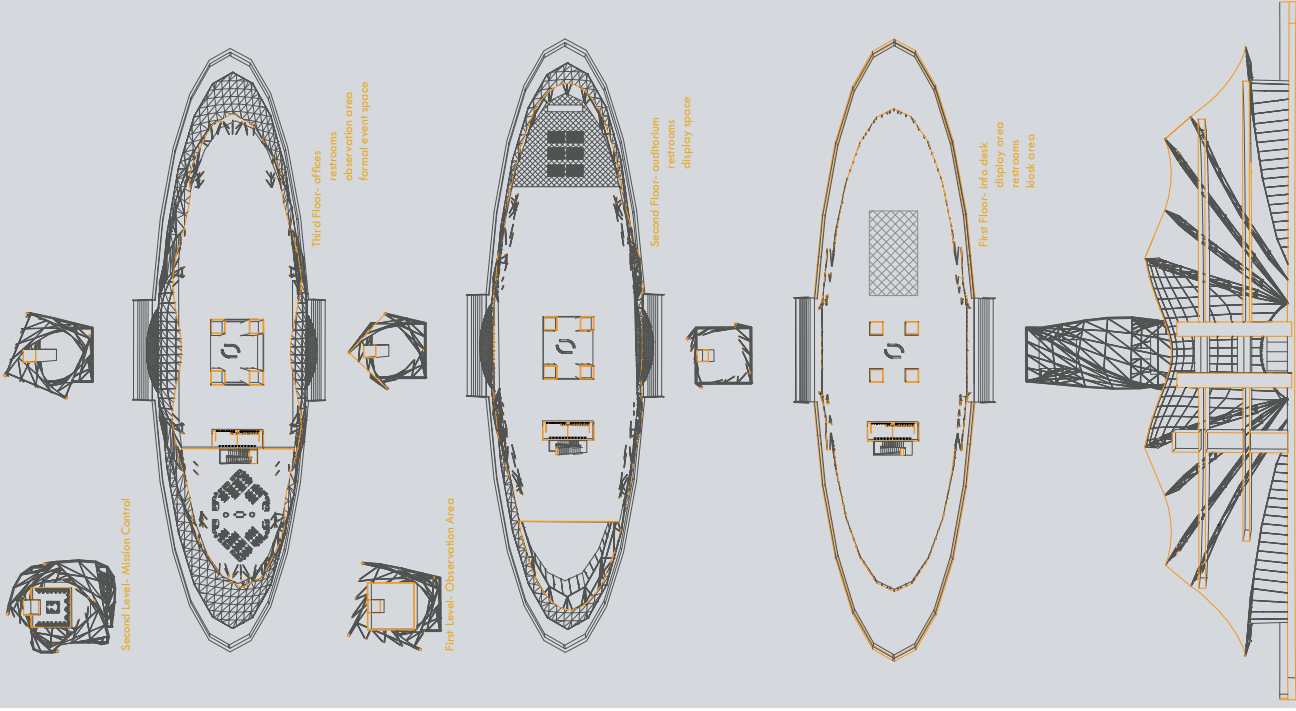 Third Floor- offices
restrooms
observation area
formal event space
Second Floor- auditorium
restrooms
display space
First Floor- info desk
display area
restrooms
kiosk area
Second Level- Mission Control
First Level- Observation Area